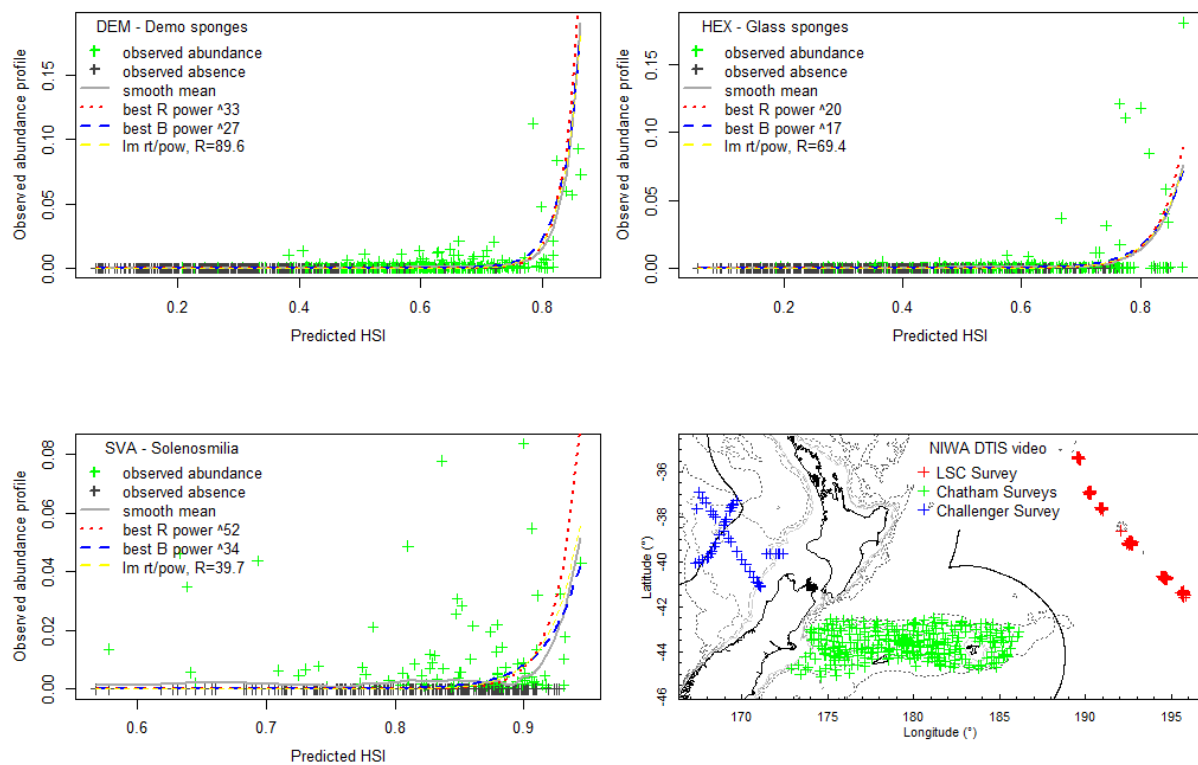 DEM - Demo sponges
observed abundance
observed absence
smooth mean
best R power ^33
best B power ^27
lm rt/pow, R=89.6
Observed abundance profile
0.00
0.05
0.10
0.15
0.2
0.4
0.6
0.8
Predicted HSI
HEX - Glass sponges
observed abundance
observed absence
smooth mean
best R power ^20
best B power ^17
lm rt/pow, R=69.4
Observed abundance profile
0.00
0.05
0.10
0.15
0.2
0.4
0.6
0.8
Predicted HSI
SVA - Solenosmilia
observed abundance
observed absence
smooth mean
best R power ^52
best B power ^34
lm rt/pow, R=39.7
Observed abundance profile
0.00
0.02
0.04
0.06
0.08
0.6
0.7
0.8
0.9
Predicted HSI
NIWA DTIS video
LSC Survey
Chatham Surveys
Challenger Survey
Latitude (°)
-36
-38
-40
-42
-44
-46
170
175
180
185
190
195
Longitude (°)